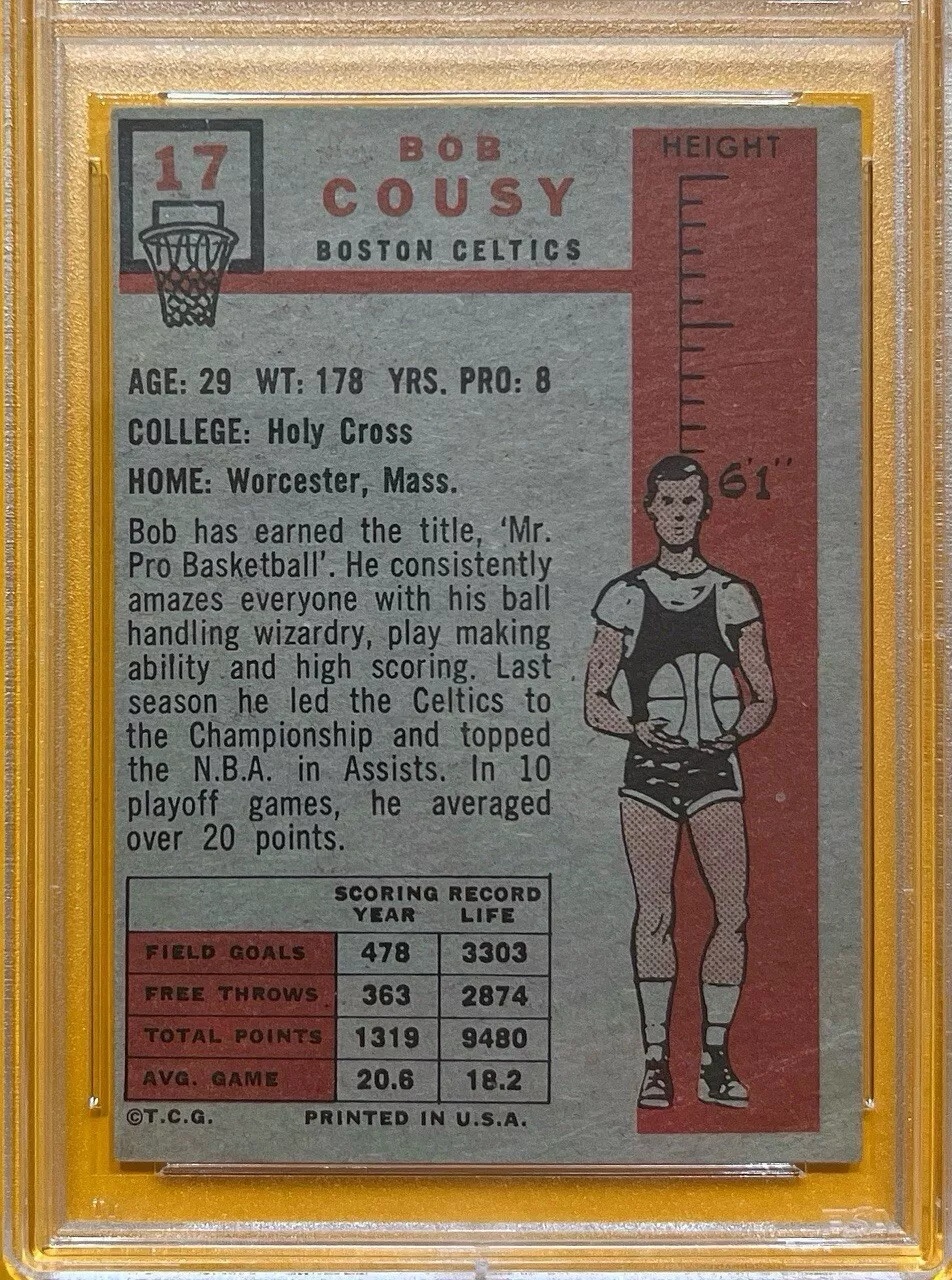 17
BOB
COUSY
BOSTON CELTICS
HEIGHT
6'1"
AGE: 29 WT: 178 YRS. PRO: 8
COLLEGE: Holy Cross
HOME: Worcester, Mass.
Bob has earned the title, ‘Mr.
Pro Basketball’. He consistently
amazes everyone with his ball
handling wizardry, play making
ability and high scoring. Last
season he led the Celtics to
the Championship and topped
the N.B.A. in Assists. In 10
playoff games, he averaged
over 20 points.
SCORING RECORD
YEAR LIFE
FIELD GOALS 478 3303
FREE THROWS 363 2874
TOTAL POINTS 1319 9480
AVG. GAME 20.6 18.2
©T.C.G. PRINTED IN U.S.A.